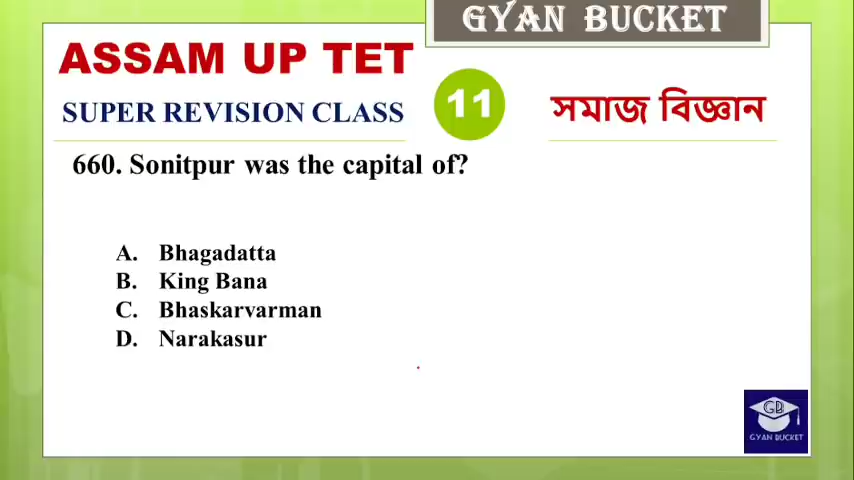 GYAN BUCKET
ASSAM UP TET
SUPER REVISION CLASS
11
সমাজ বিজ্ঞান
660. Sonitpur was the capital of?
A. Bhagadatta
B. King Bana
C. Bhaskarvarman
D. Narakasur
GB
GYAN BUCKET